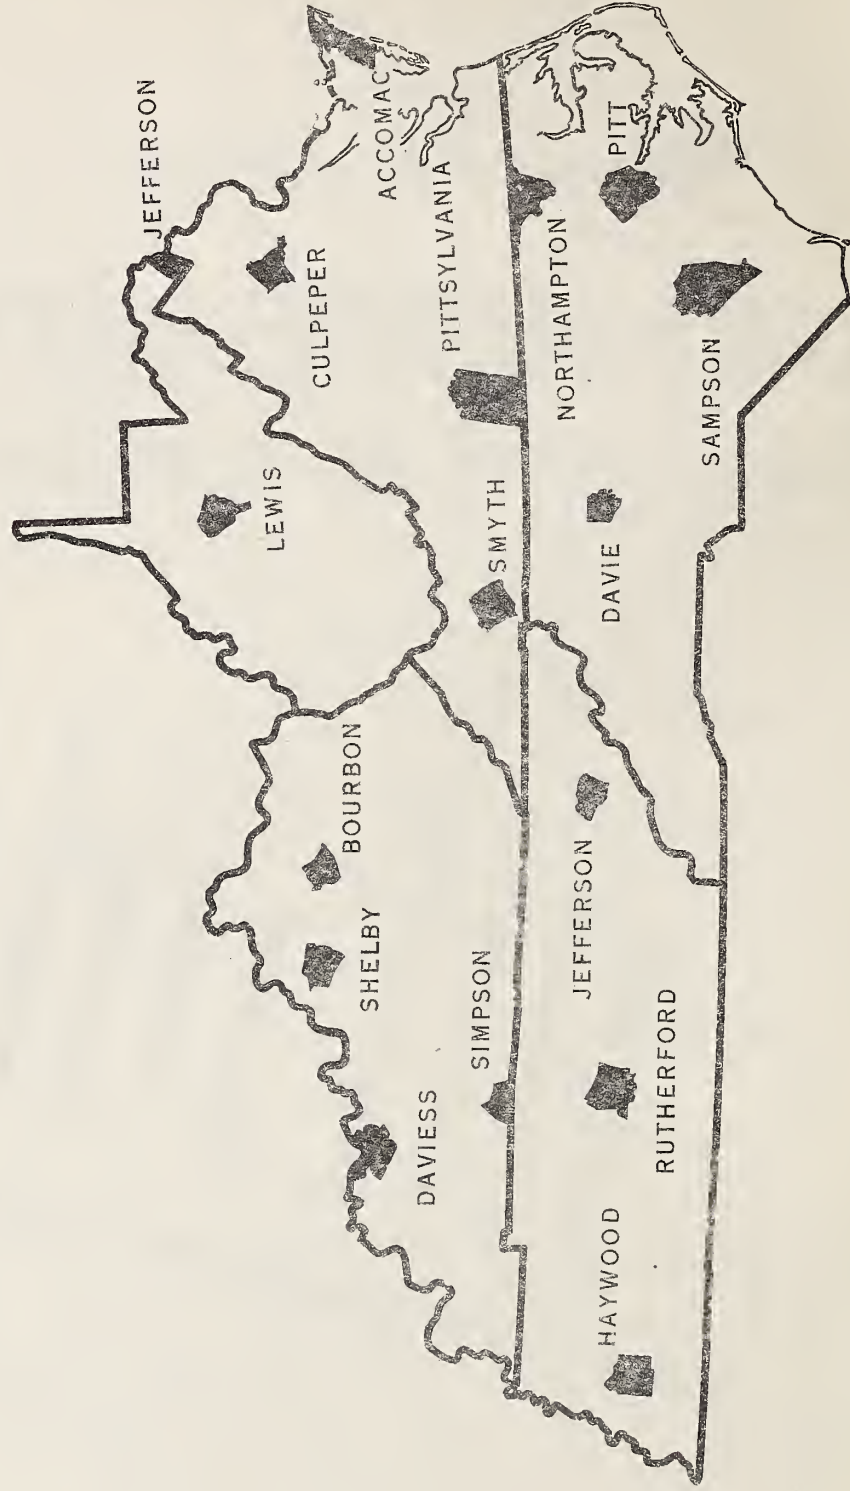 JEFFERSON
ACCOMAC
CULPEPER
LEWIS
PITTSYLVANIA
SMYTH
BOURBON
SHELBY
DAVIESS
SIMPSON
PITT
NORTHAMPTON
SAMPSON
DAVIE
JEFFERSON
RUTHERFORD
HAYWOOD